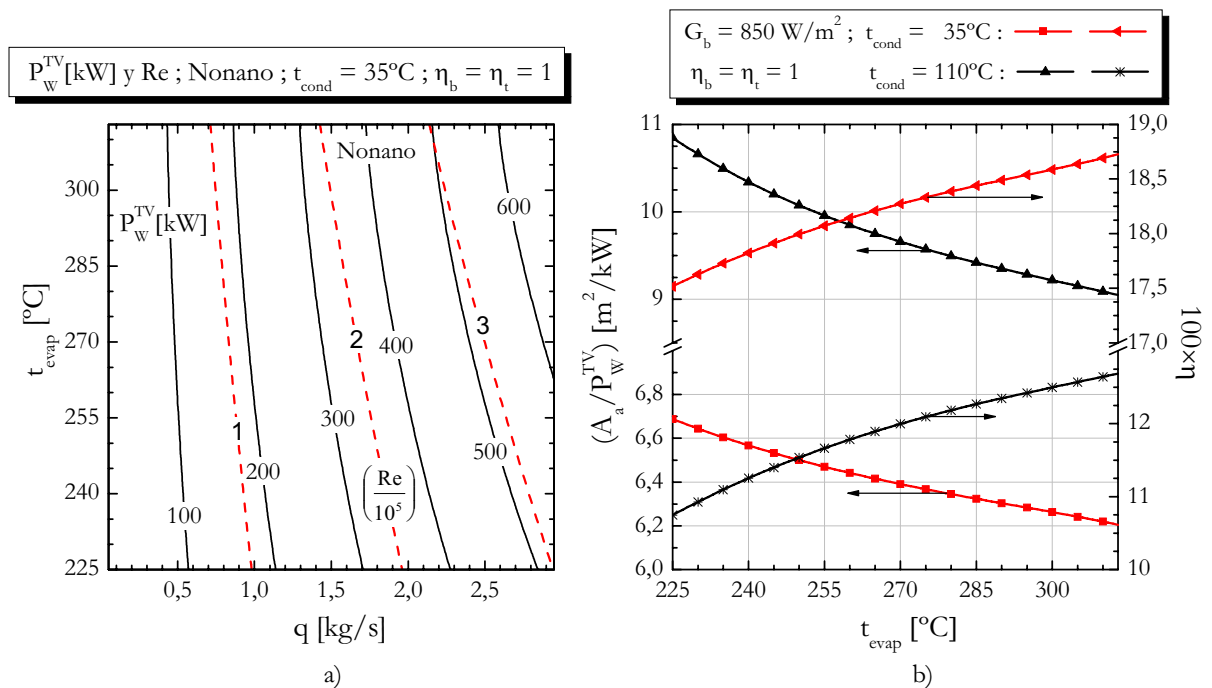 P_W^TV[kW] y Re ; Nonano ; t_cond = 35ºC ; η_b = η_t = 1
Nonano
P_W^TV[kW]
600
3
2
400
1
300
500
200
(Re/10^5)
100
300
285
270
255
240
225
t_evap [ºC]
0,5 1,0 1,5 2,0 2,5
q [kg/s]
a)
G_b = 850 W/m^2 ; t_cond = 35ºC :
η_b = η_t = 1 t_cond = 110ºC :
11
10
9
6,8
6,6
6,4
6,2
6,0
(A_a/P_W^TV) [m^2/kW]
19,0
18,5
18,0
17,5
17,0
12
11
10
100×η
225 240 255 270 285 300
t_evap [ºC]
b)